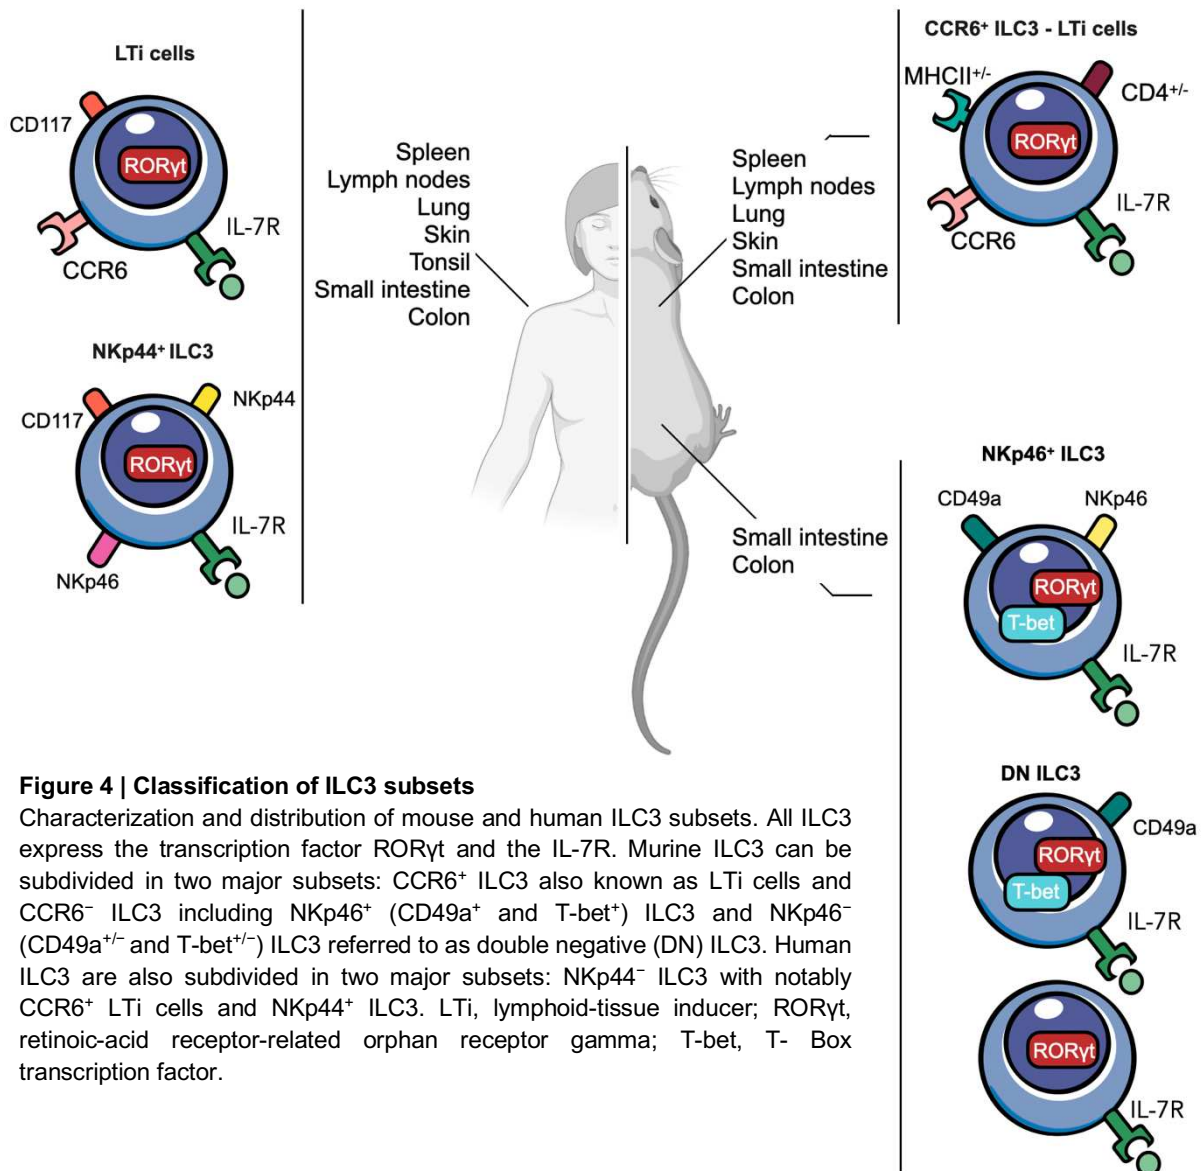 LTi cells
CD117
RORγt
IL-7R
CCR6
NKp44⁺ ILC3
CD117
NKp44
RORγt
IL-7R
NKp46
Spleen
Lymph nodes
Lung
Skin
Tonsil
Small intestine
Colon
Spleen
Lymph nodes
Lung
Skin
Small intestine
Colon
Small intestine
Colon
CCR6⁺ ILC3 - LTi cells
MHCII⁺/⁻
CD4⁺/⁻
RORγt
IL-7R
CCR6
NKp46⁺ ILC3
CD49a
NKp46
RORγt
T-bet
IL-7R
DN ILC3
CD49a
RORγt
T-bet
IL-7R
RORγt
IL-7R
Figure 4 | Classification of ILC3 subsets
Characterization and distribution of mouse and human ILC3 subsets. All ILC3
express the transcription factor RORγt and the IL-7R. Murine ILC3 can be
subdivided in two major subsets: CCR6⁺ ILC3 also known as LTi cells and
CCR6⁻ ILC3 including NKp46⁺ (CD49a⁺ and T-bet⁺) ILC3 and NKp46⁻
(CD49a⁺/⁻ and T-bet⁺/⁻) ILC3 referred to as double negative (DN) ILC3. Human
ILC3 are also subdivided in two major subsets: NKp44⁻ ILC3 with notably
CCR6⁺ LTi cells and NKp44⁺ ILC3. LTi, lymphoid-tissue inducer; RORγt,
retinoic-acid receptor-related orphan receptor gamma; T-bet, T- Box
transcription factor.